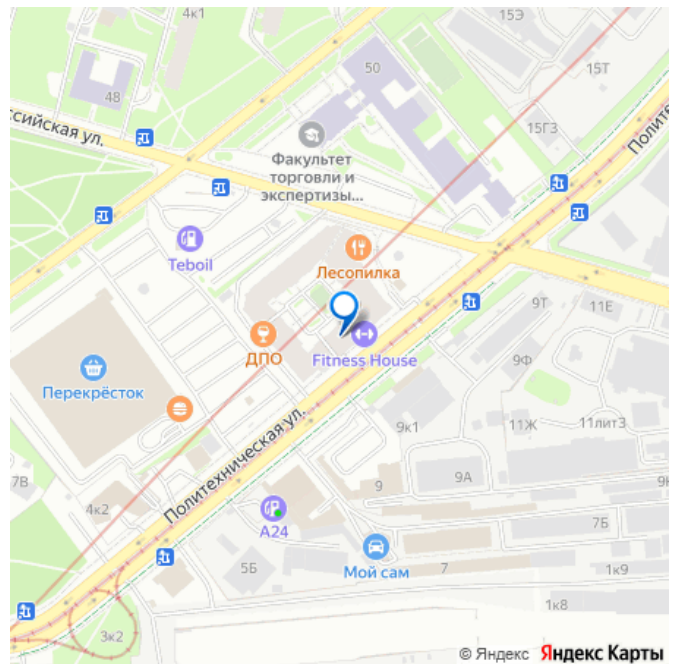 4к1
15Э
50
15Т
48
ссийская ул.
15Г3
Полите
Факультет
торговли и
экспертизы...
Teboil
Лесопилка
9Т
11Е
ДПО
Fitness House
9Ф
Перекрёсток
9к1
11Ж
11лит3
Политехническая ул.
7В
4к2
9
9А
А24
7Б
Мой сам
5Б
7
1к9
1к8
3к2
© Яндекс Яндекс Карты